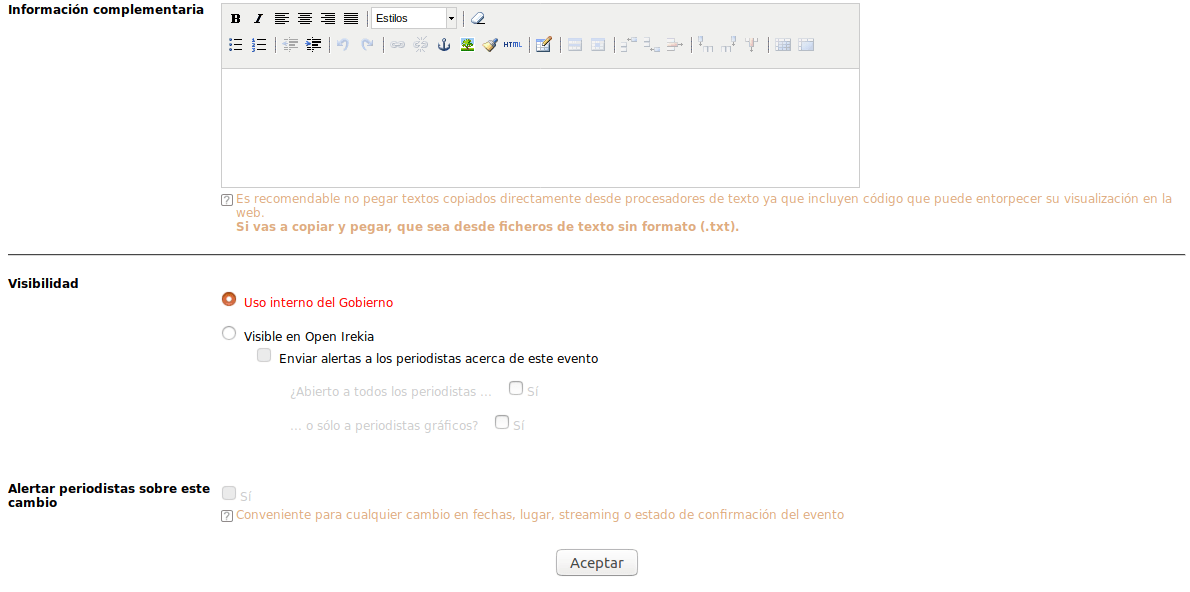 Información complementaria
B I Estilos
HTML
Es recomendable no pegar textos copiados directamente desde procesadores de texto ya que incluyen código que puede entorpecer su visualización en la
web.
Si vas a copiar y pegar, que sea desde ficheros de texto sin formato (.txt).
Visibilidad
Uso interno del Gobierno
Visible en Open Irekia
Enviar alertas a los periodistas acerca de este evento
¿Abierto a todos los periodistas ... Sí
... o sólo a periodistas gráficos? Sí
Alertar periodistas sobre este
cambio
Sí
Conveniente para cualquier cambio en fechas, lugar, streaming o estado de confirmación del evento
Aceptar